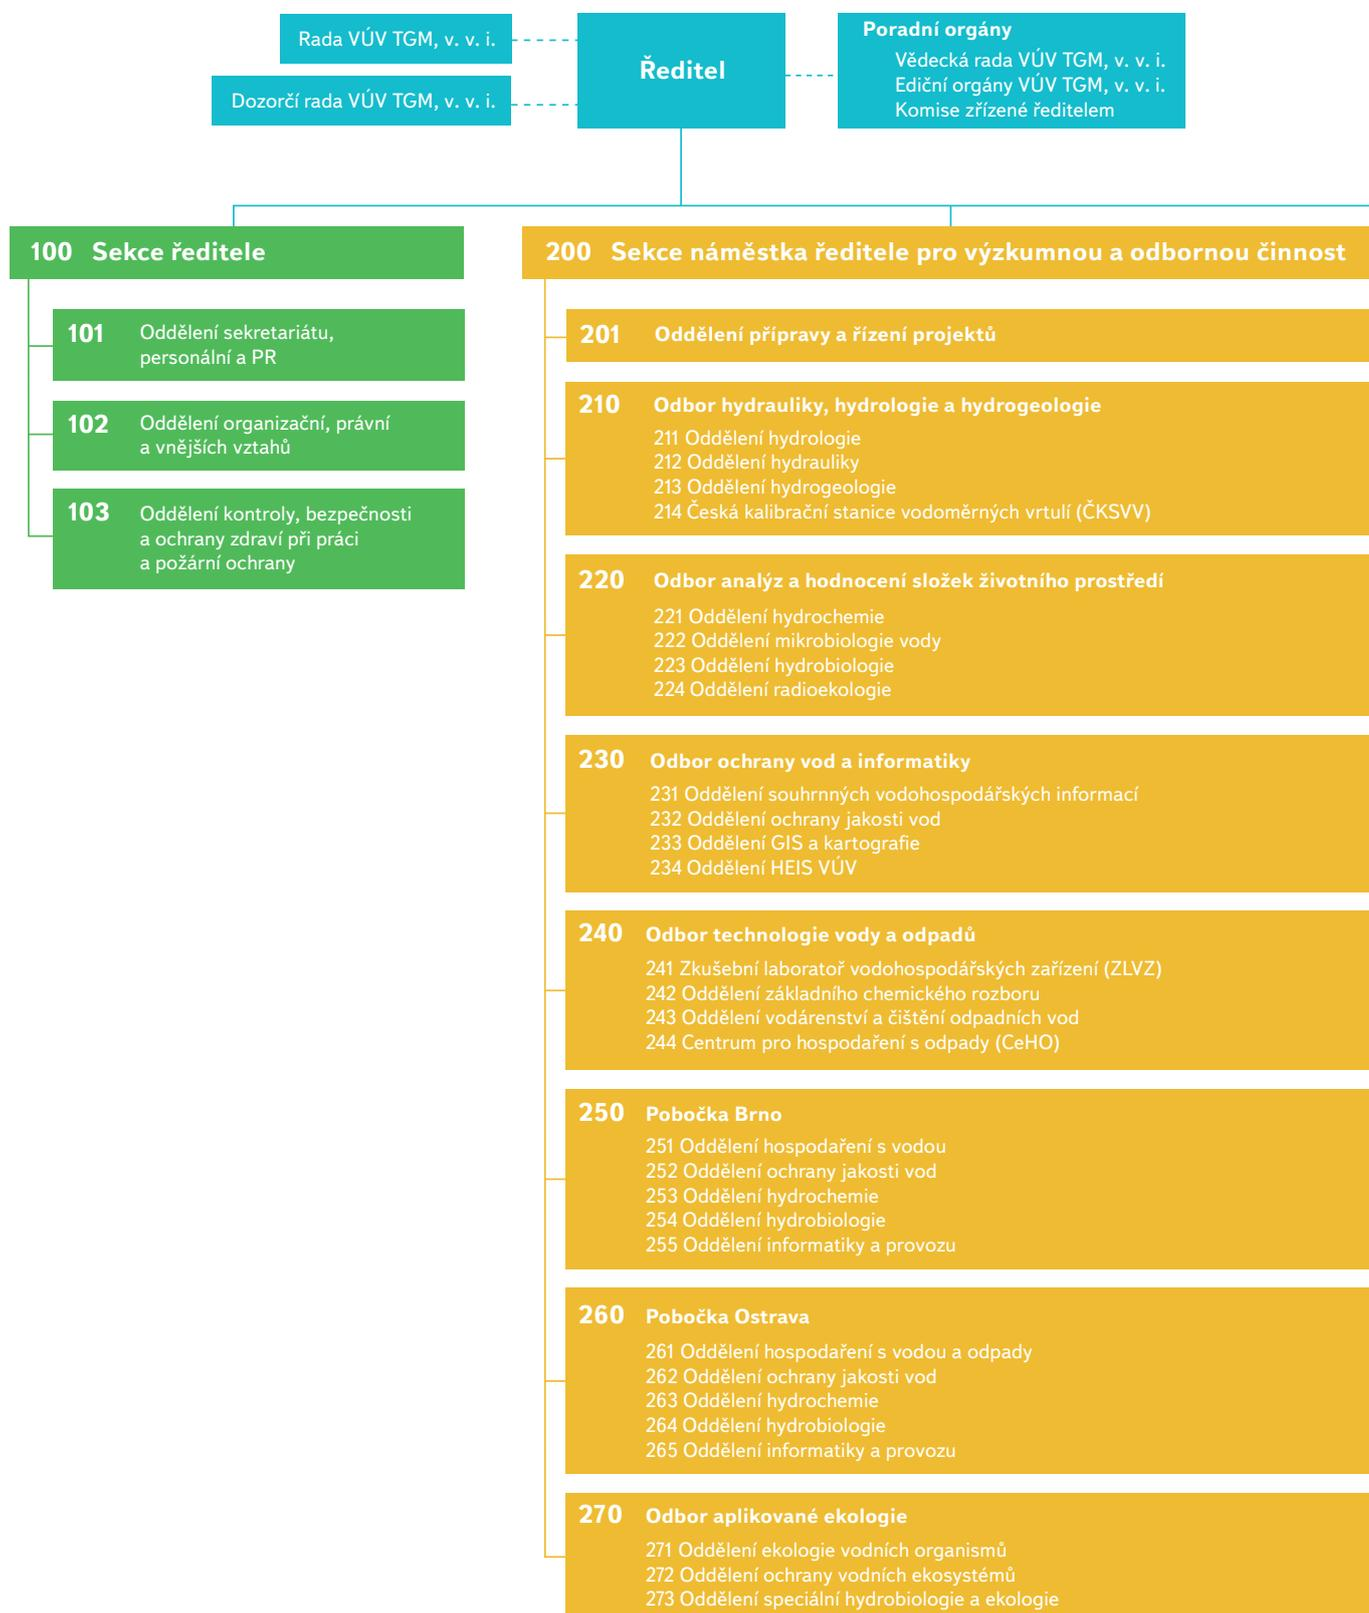 Rada VÚV TGM, v. v. i.
Dozorčí rada VÚV TGM, v. v. i.
Ředitel
Poradní orgány
Vědecká rada VÚV TGM, v. v. i.
Ediční orgány VÚV TGM, v. v. i.
Komise zřízené ředitelem
100 Sekce ředitele
101 Oddělení sekretariátu,
personální a PR
102 Oddělení organizační, právní
a vnějších vztahů
103 Oddělení kontroly, bezpečnosti
a ochrany zdraví při práci
a požární ochrany
200 Sekce náměstka ředitele pro výzkumnou a odbornou činnost
201 Oddělení přípravy a řízení projektů
210 Odbor hydrauliky, hydrologie a hydrogeologie
211 Oddělení hydrologie
212 Oddělení hydrauliky
213 Oddělení hydrogeologie
214 Česká kalibrační stanice vodoměrných vrtulí (ČKSVV)
220 Odbor analýz a hodnocení složek životního prostředí
221 Oddělení hydrochemie
222 Oddělení mikrobiologie vody
223 Oddělení hydrobiologie
224 Oddělení radioekologie
230 Odbor ochrany vod a informatiky
231 Oddělení souhrnných vodohospodářských informací
232 Oddělení ochrany jakosti vod
233 Oddělení GIS a kartografie
234 Oddělení HEIS VÚV
240 Odbor technologie vody a odpadů
241 Zkušební laboratoř vodohospodářských zařízení (ZLVZ)
242 Oddělení základního chemického rozboru
243 Oddělení vodárenství a čištění odpadních vod
244 Centrum pro hospodaření s odpady (CeHO)
250 Pobočka Brno
251 Oddělení hospodaření s vodou
252 Oddělení ochrany jakosti vod
253 Oddělení hydrochemie
254 Oddělení hydrobiologie
255 Oddělení informatiky a provozu
260 Pobočka Ostrava
261 Oddělení hospodaření s vodou a odpady
262 Oddělení ochrany jakosti vod
263 Oddělení hydrochemie
264 Oddělení hydrobiologie
265 Oddělení informatiky a provozu
270 Odbor aplikované ekologie
271 Oddělení ekologie vodních organismů
272 Oddělení ochrany vodních ekosystémů
273 Oddělení speciální hydrobiologie a ekologie